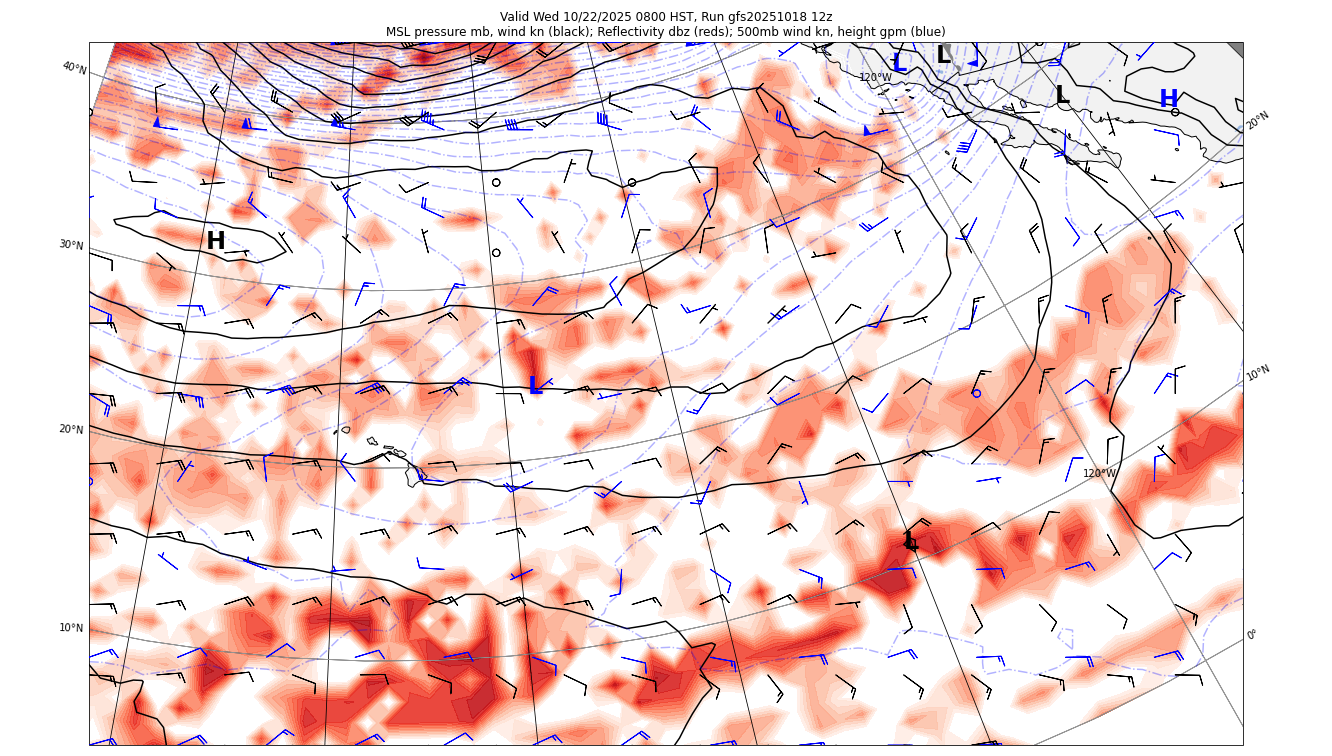 Valid Wed 10/22/2025 0800 HST, Run gfs20251018 12z
MSL pressure mb, wind kn (black); Reflectivity dbz (reds); 500mb wind kn, height gpm (blue)
L
L
40°N
120°W
L
H
20°N
H
30°N
10°N
L
20°N
120°W
L
10°N
0°